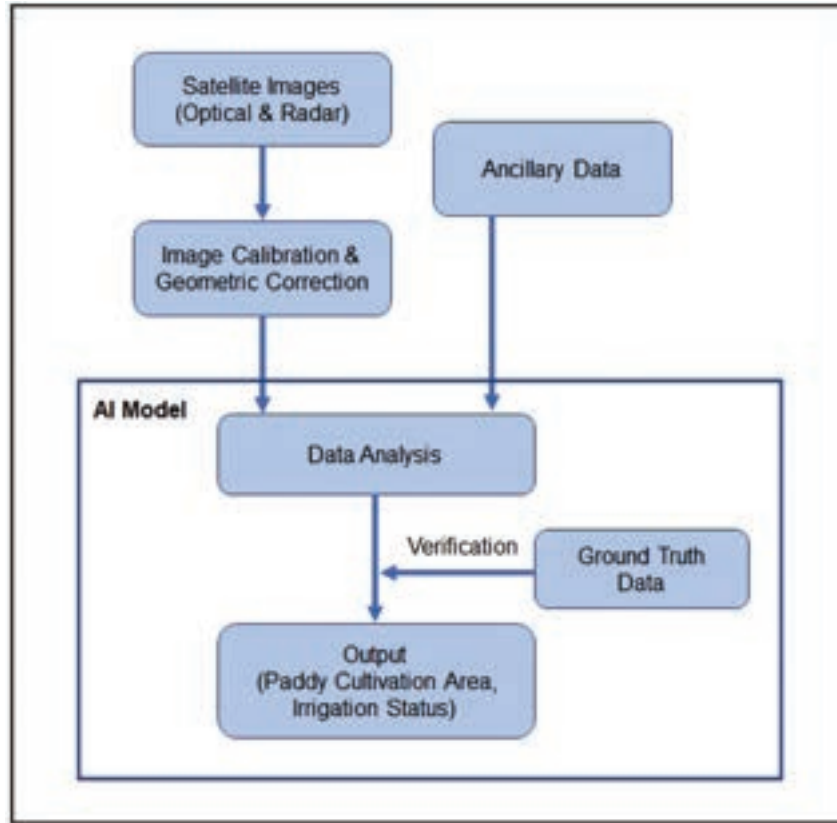 Satellite Images
(Optical & Radar)
Ancillary Data
Image Calibration &
Geometric Correction
AI Model
Data Analysis
Verification
Ground Truth
Data
Output
(Paddy Cultivation Area,
Irrigation Status)